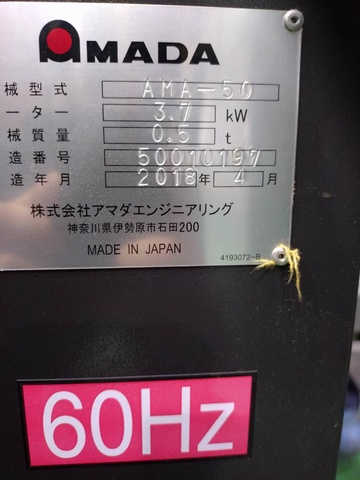 AMADA
械型式 AMA-50
ーター 3.7 kW
械質量 0.5 t
造番号 50010197
造年月 2018年 4月
株式会社アマダエンジニアリング
神奈川県伊勢原市石田200
MADE IN JAPAN
4193072-B
60Hz